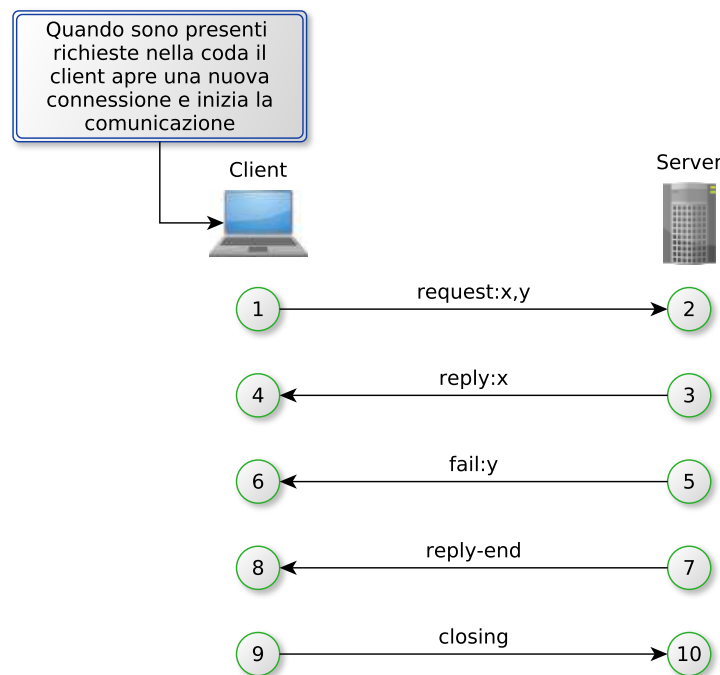 Quando sono presenti
richieste nella coda il
client apre una nuova
connessione e inizia la
comunicazione
Client
Server
request:x,y
1
2
reply:x
4
3
fail:y
6
5
reply-end
8
7
closing
9
10